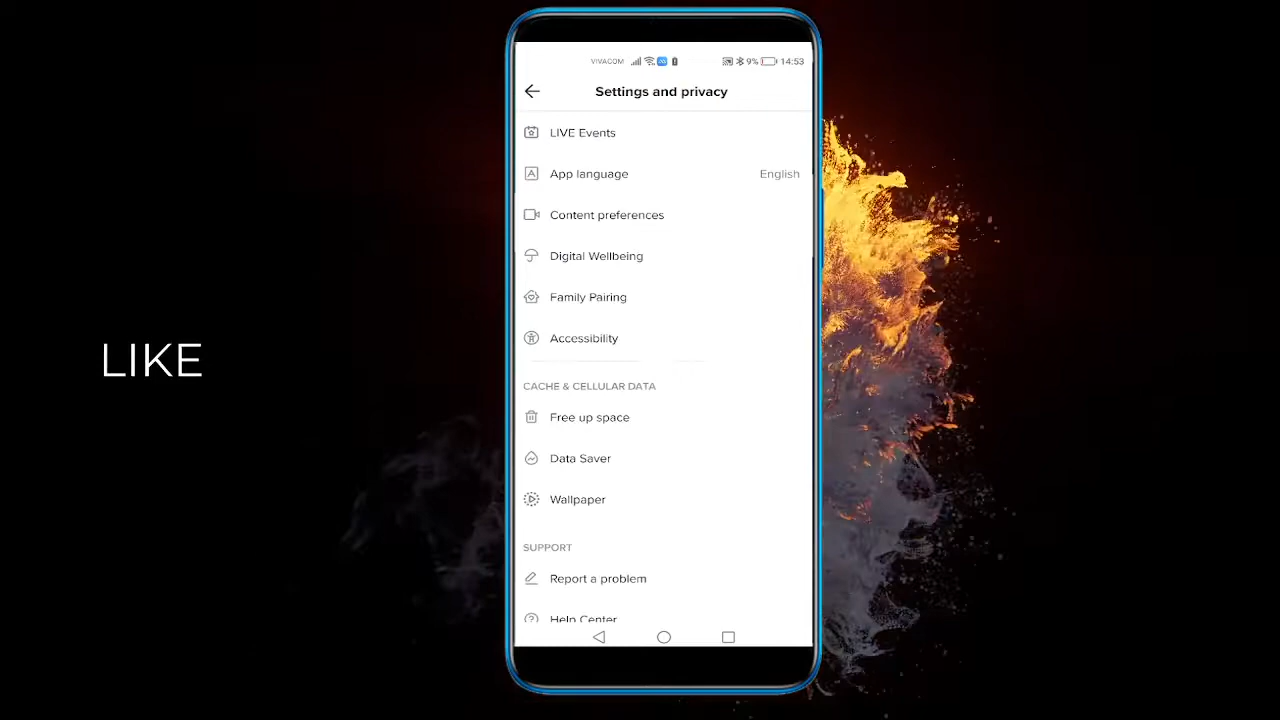 VIVACOM 9% 14:53
Settings and privacy
LIVE Events
App language English
Content preferences
Digital Wellbeing
Family Pairing
Accessibility
LIKE
CACHE & CELLULAR DATA
Free up space
Data Saver
Wallpaper
SUPPORT
Report a problem
Help Center